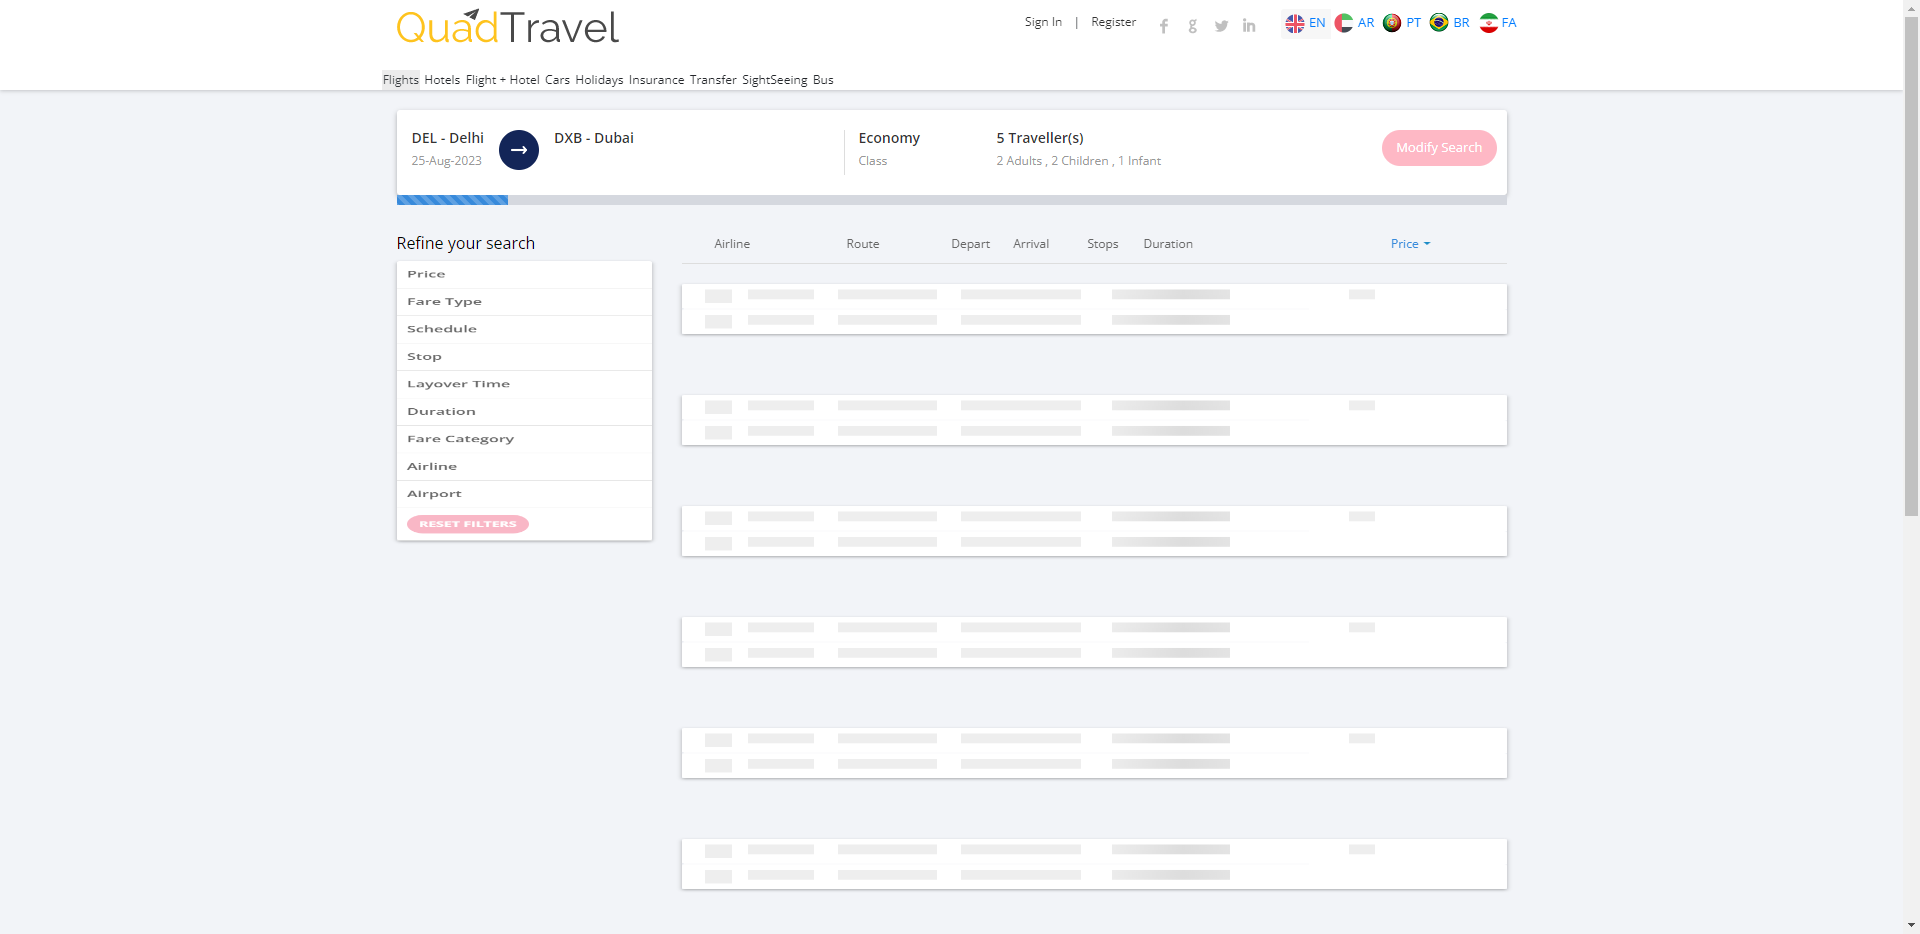 QuadTravel
Sign In | Register
EN AR PT BR FA
Flights Hotels Flight + Hotel Cars Holidays Insurance Transfer SightSeeing Bus
DEL - Delhi
25-Aug-2023
DXB - Dubai
Economy
Class
5 Traveller(s)
2 Adults , 2 Children , 1 Infant
Modify Search
Refine your search
Price
Fare Type
Schedule
Stop
Layover Time
Duration
Fare Category
Airline
Airport
RESET FILTERS
Airline Route Depart Arrival Stops Duration Price